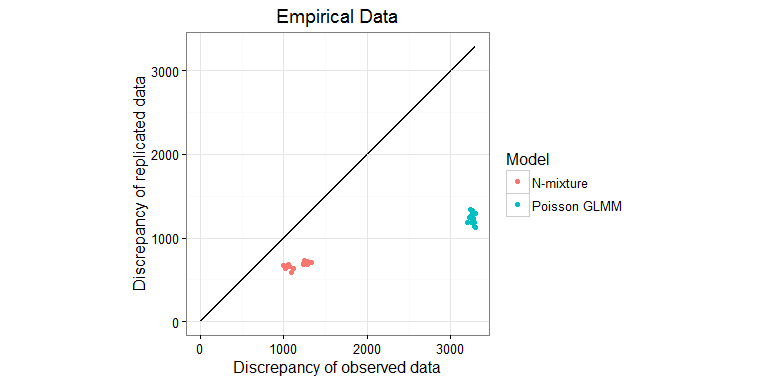 Empirical Data
Discrepancy of replicated data
3000
2000
1000
0
0 1000 2000 3000
Discrepancy of observed data
Model
N-mixture
Poisson GLMM